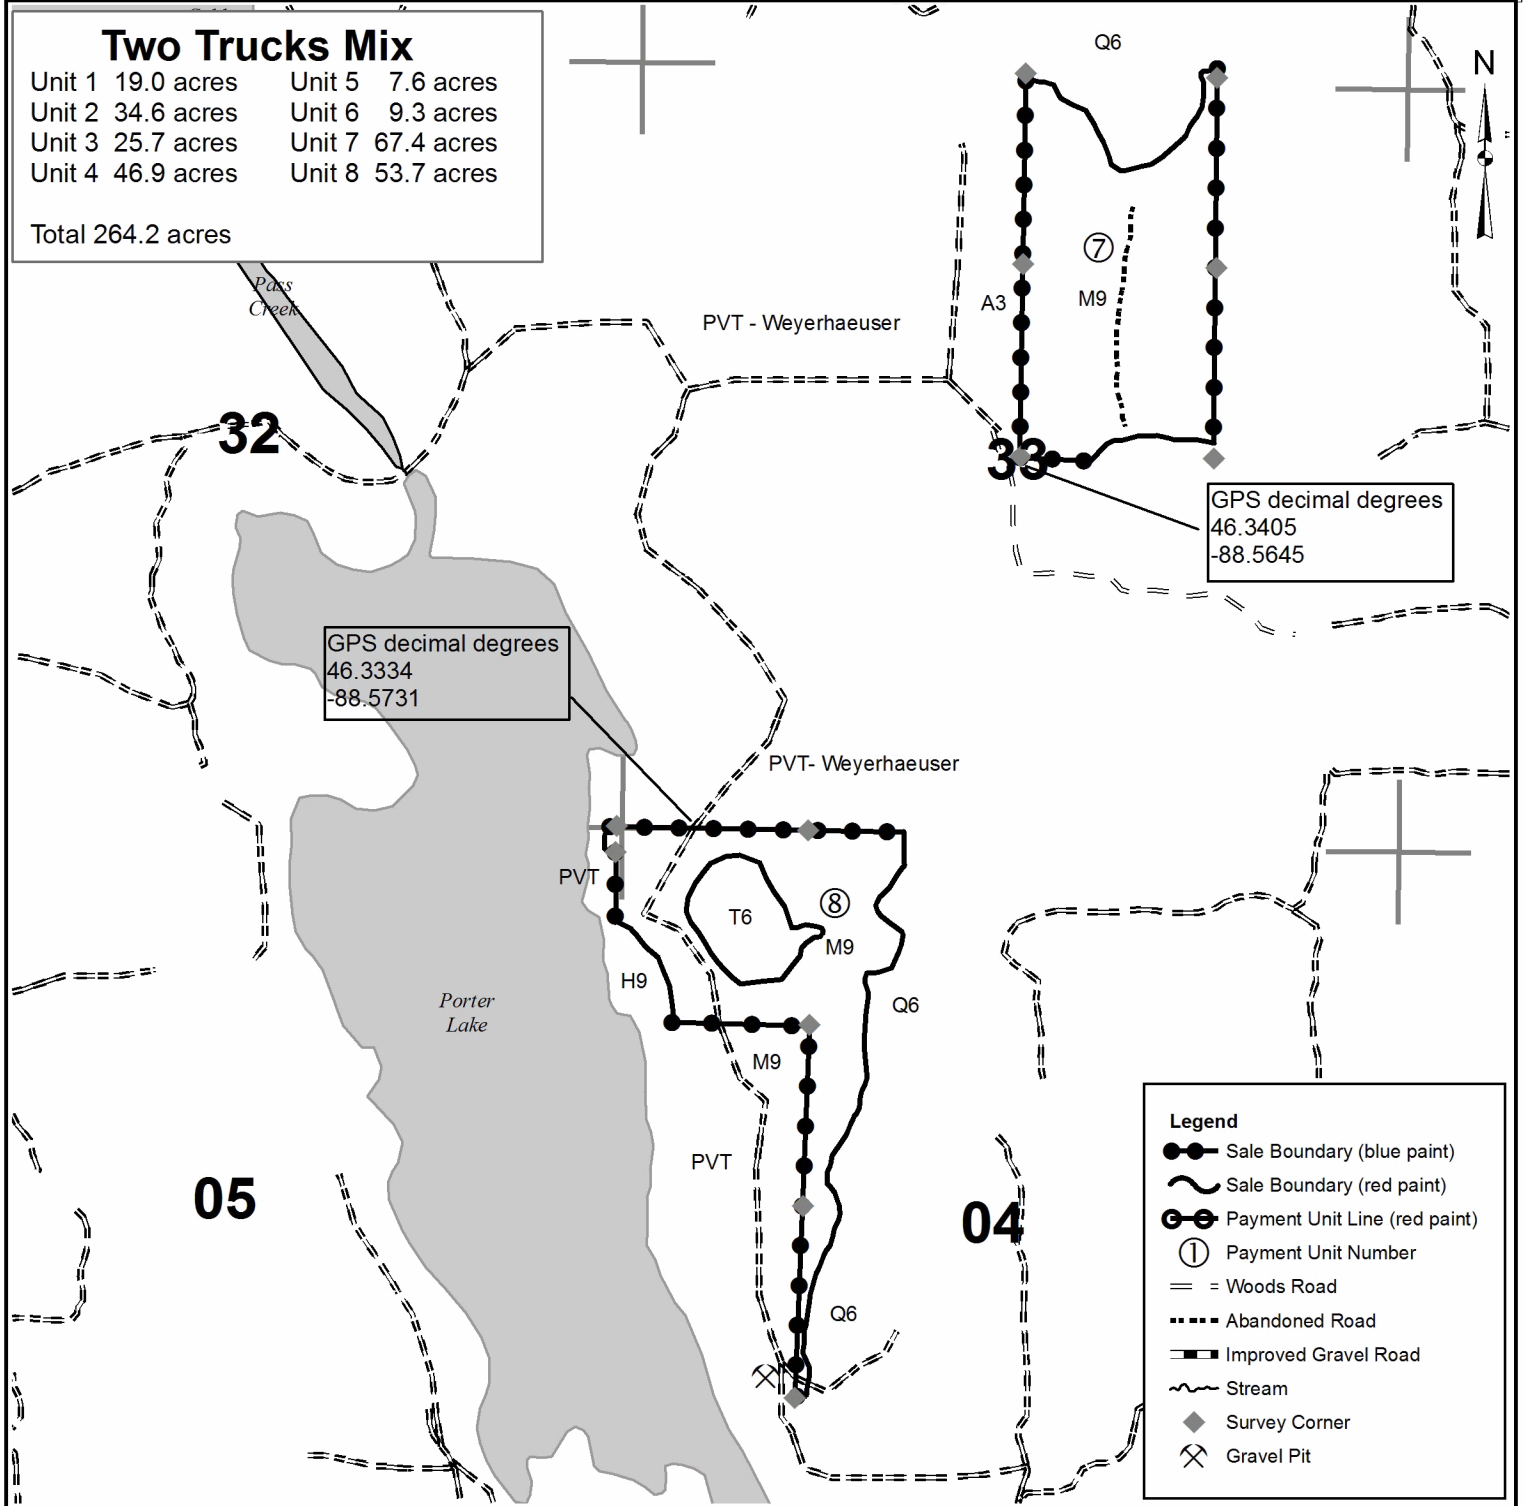 Two Trucks Mix
Unit 1 19.0 acres Unit 5 7.6 acres
Unit 2 34.6 acres Unit 6 9.3 acres
Unit 3 25.7 acres Unit 7 67.4 acres
Unit 4 46.9 acres Unit 8 53.7 acres
Total 264.2 acres
Q6
N
Pass
Creek
7
A3
M9
PVT - Weyerhaeuser
32
33
GPS decimal degrees
46.3405
-88.5645
GPS decimal degrees
46.3334
-88.5731
PVT- Weyerhaeuser
PVT
8
T6
M9
H9
Q6
Porter
Lake
M9
PVT
05
04
Q6
Legend
Sale Boundary (blue paint)
Sale Boundary (red paint)
Payment Unit Line (red paint)
1 Payment Unit Number
Woods Road
Abandoned Road
Improved Gravel Road
Stream
Survey Corner
Gravel Pit